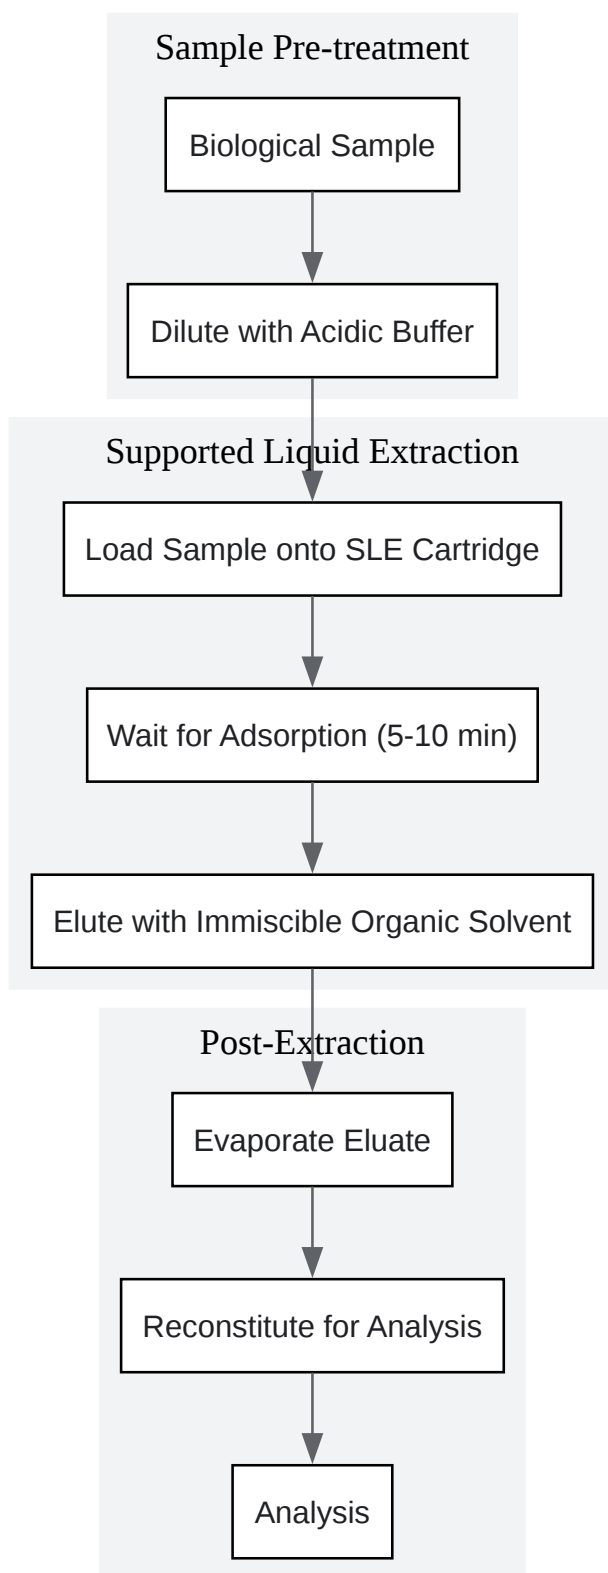 Sample Pre-treatment
Biological Sample
Dilute with Acidic Buffer
Supported Liquid Extraction
Load Sample onto SLE Cartridge
Wait for Adsorption (5-10 min)
Elute with Immiscible Organic Solvent
Post-Extraction
Evaporate Eluate
Reconstitute for Analysis
Analysis